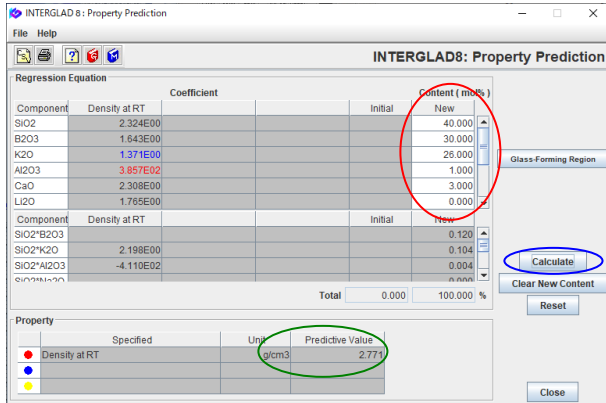 INTERGLAD 8 : Property Prediction
File Help
INTERGLAD8: Property Prediction
Regression Equation
Coefficient Content ( mol% )
Component Density at RT Initial New
SiO2 2.324E00 40.000
B2O3 1.643E00 30.000
K2O 1.371E00 26.000
Al2O3 3.857E02 1.000
CaO 2.308E00 3.000
Li2O 1.765E00 0.000
Glass-Forming Region
Component Density at RT Initial New
SiO2*B2O3 0.120
SiO2*K2O 2.198E00 0.104
SiO2*Al2O3 -4.110E02 0.004
SiO2*Na2O 0.000
Calculate
Clear New Content
Total 0.000 100.000 %
Reset
Property
Specified Unit Predictive Value
Density at RT g/cm3 2.771
Close